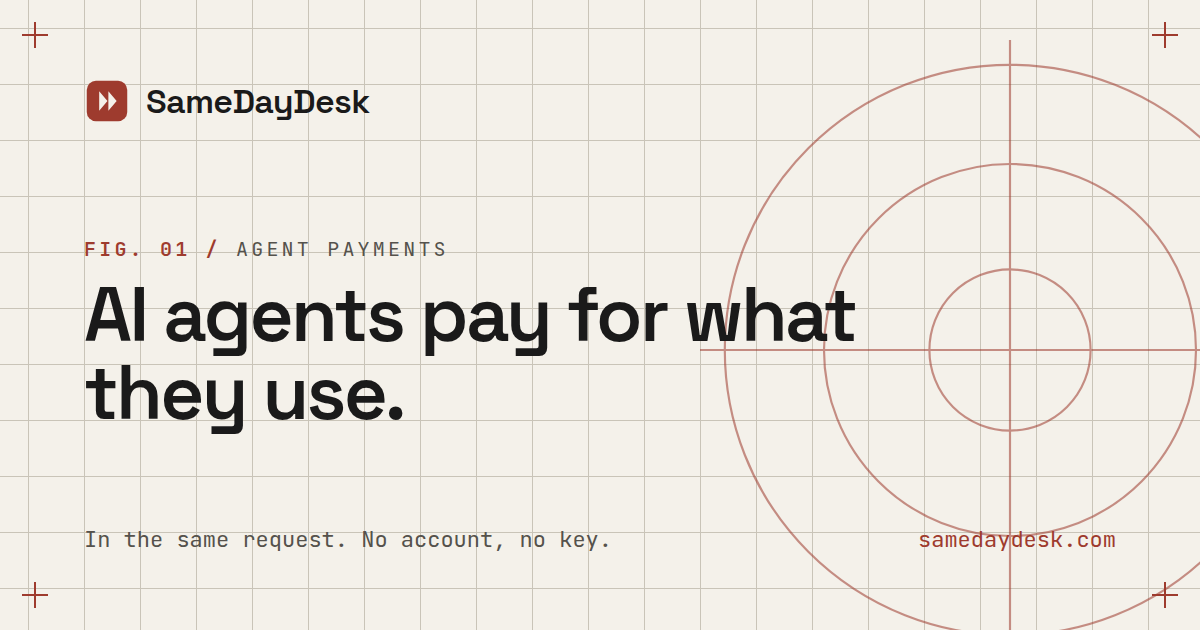 SameDayDesk
FIG. 01 / AGENT PAYMENTS
AI agents pay for what
they use.
In the same request. No account, no key.
samedaydesk.com